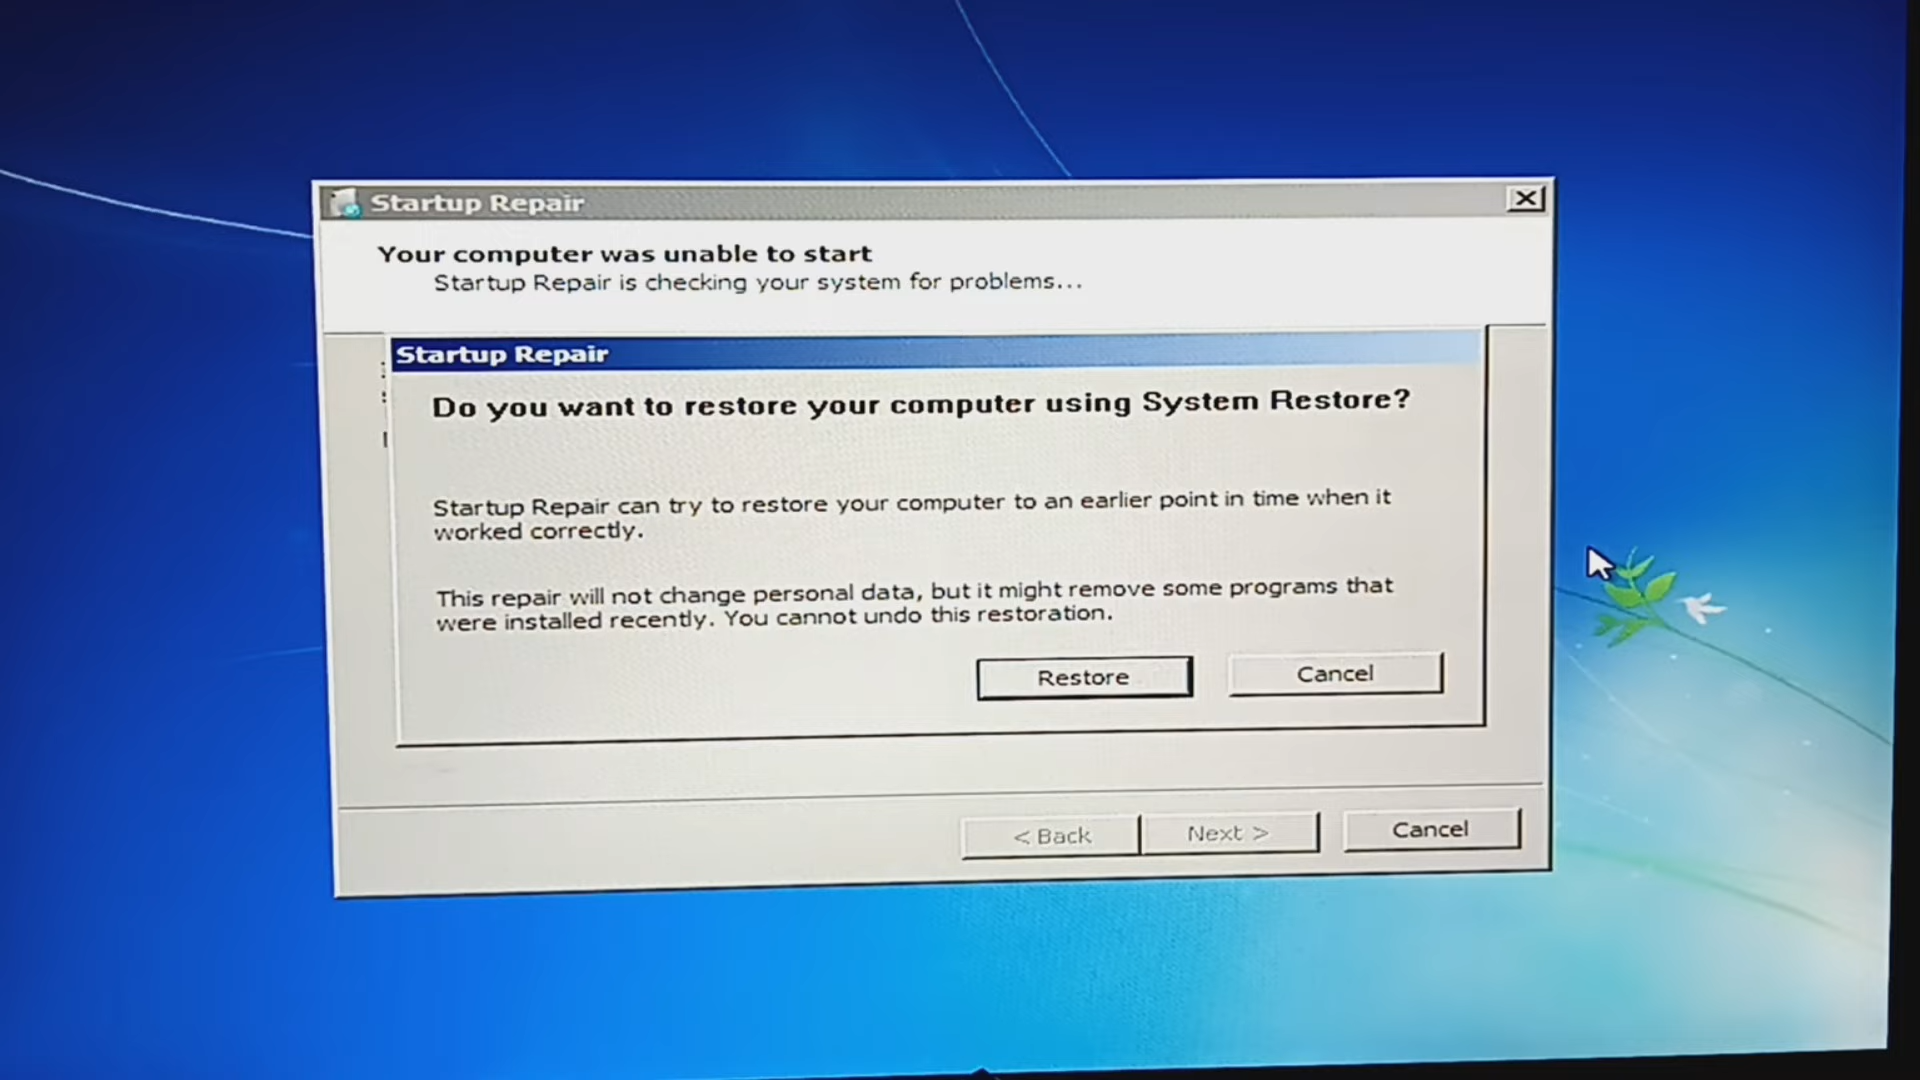 Startup Repair
Your computer was unable to start
Startup Repair is checking your system for problems...
Startup Repair
Do you want to restore your computer using System Restore?
Startup Repair can try to restore your computer to an earlier point in time when it
worked correctly.
This repair will not change personal data, but it might remove some programs that
were installed recently. You cannot undo this restoration.
Restore
Cancel
< Back
Next >
Cancel